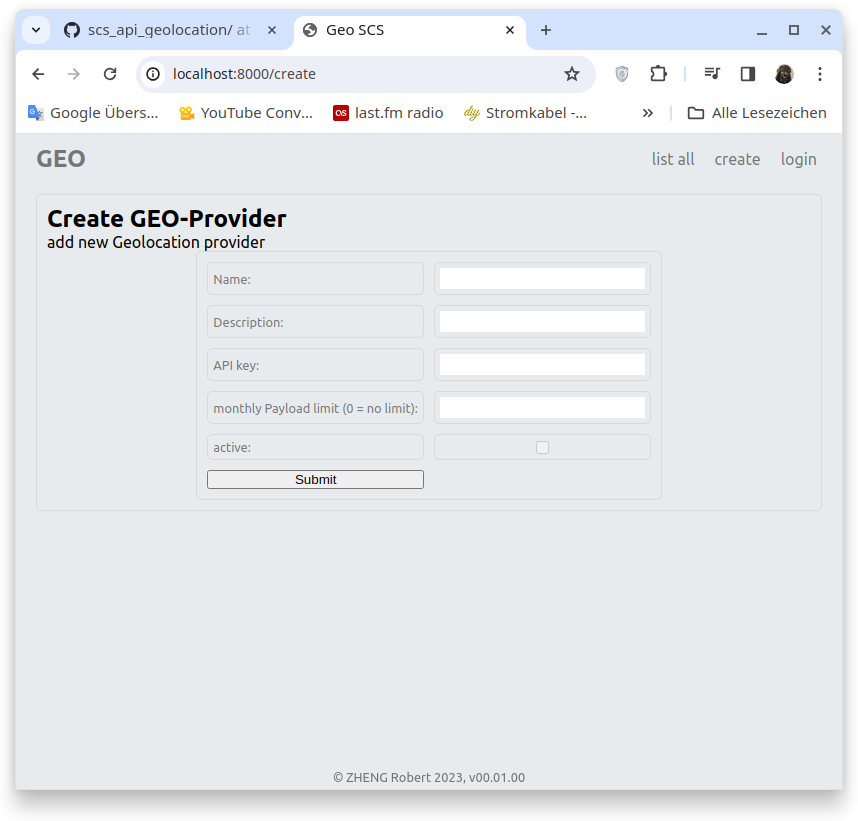 scs_api_geolocation/ at
Geo SCS
localhost:8000/create
Google Übers...
YouTube Conv...
last.fm radio
Stromkabel -...
Alle Lesezeichen
GEO
list all
create
login
Create GEO-Provider
add new Geolocation provider
Name:
Description:
API key:
monthly Payload limit (0 = no limit):
active:
Submit
© ZHENG Robert 2023, v00.01.00